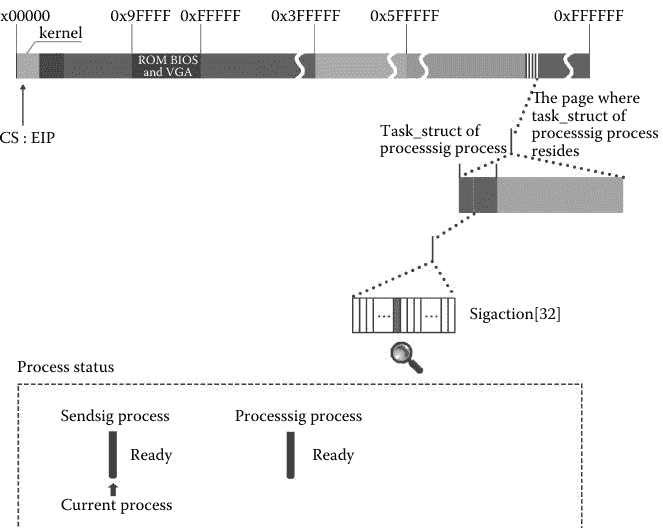 x00000 0x9FFFF 0xFFFFF 0x3FFFFF 0x5FFFFF 0xFFFFFF
kernel
ROM BIOS
and VGA
CS : EIP
The page where
task_struct of
processsig process
resides
Task_struct of
processsig process
Sigaction[32]
Process status
Sendsig process Processsig process
Ready Ready
Current process